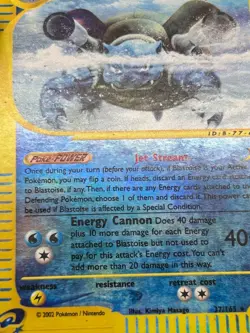 ID:B-77-
Poké-POWER Jet Stream
Once during your turn (before your attack), if Blastoise is your Active
Pokémon, you may flip a coin. If heads, discard an Energy card
to Blastoise, if any. Then, if there are any Energy cards attached to the
Defending Pokémon, choose 1 of them and discard it. This power can't
be used if Blastoise is affected by a Special Condition.
Energy Cannon Does 40 damage
plus 10 more damage for each Energy
attached to Blastoise but not used to
pay for this attack's Energy cost. You can't
add more than 20 damage in this way.
40
weakness resistance retreat cost
Illus. Kimiya Masago
©2002 Pokémon / Nintendo
37/165
e